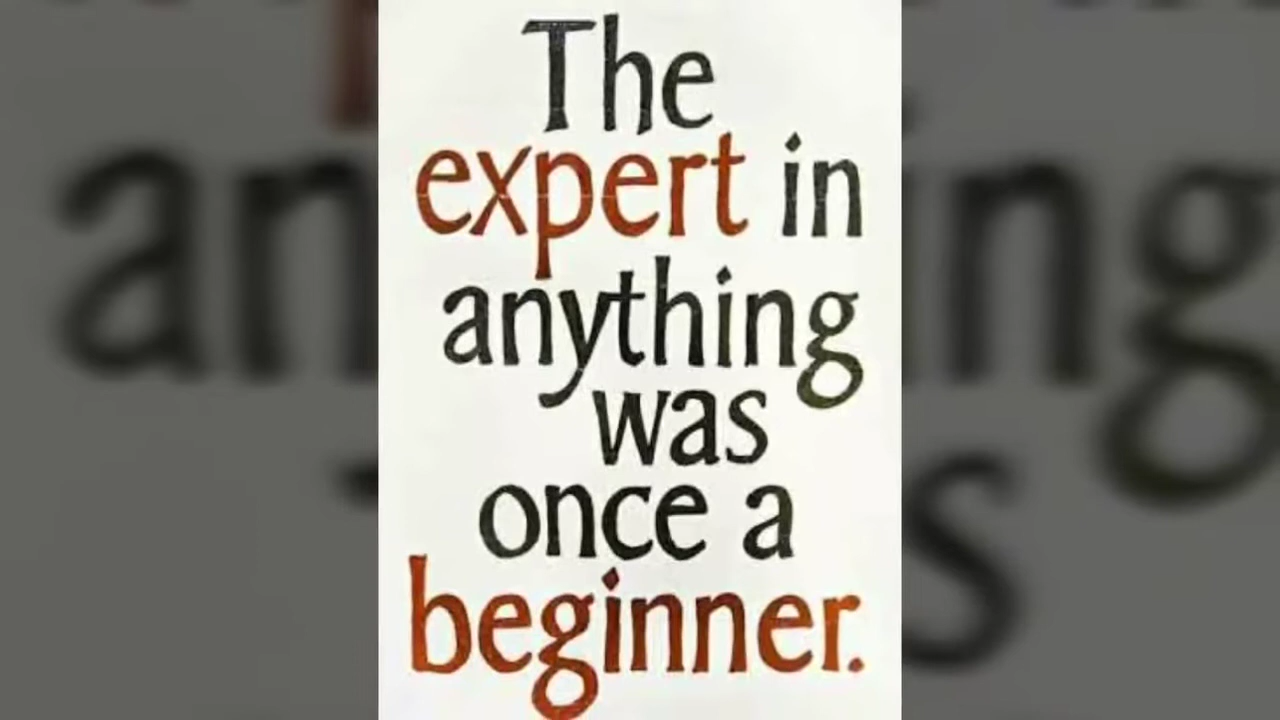 The
expert in
anything
was
once a
beginner.